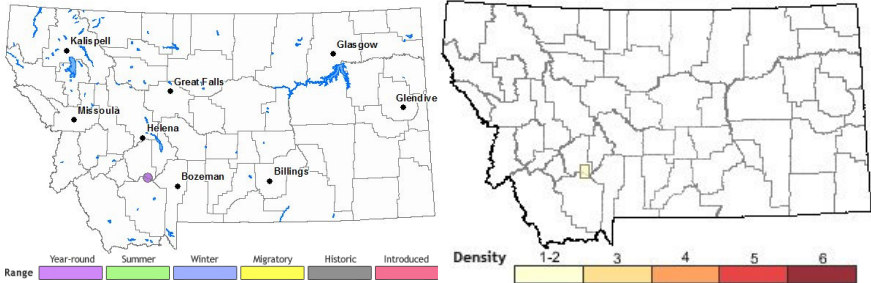 Kalispell
Glasgow
Great Falls
Glendive
Missoula
Helena
Bozeman
Billings
Range
Year-round Summer Winter Migratory Historic Introduced
Density
1-2 3 4 5 6